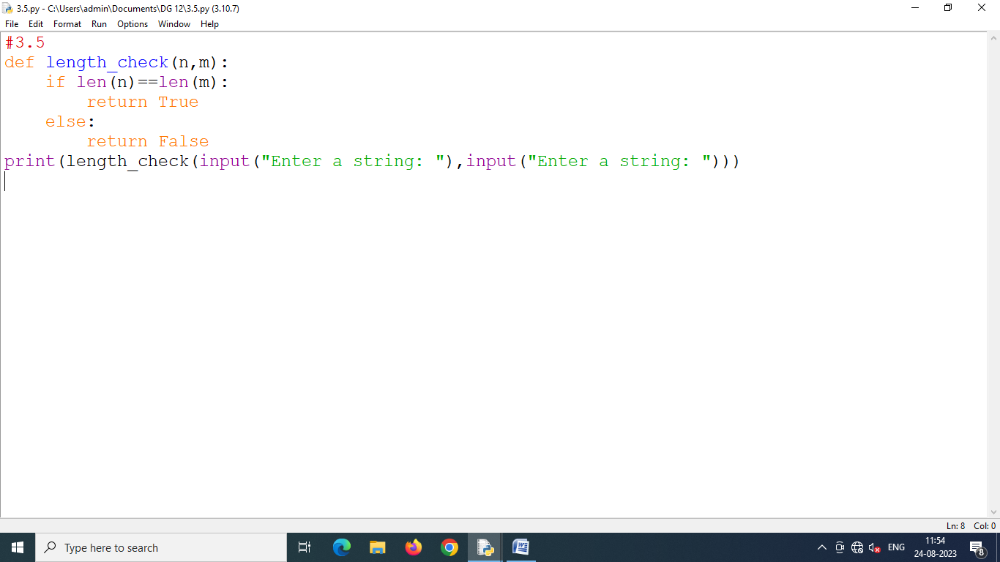 3.5.py - C:\Users\admin\Documents\DG 12\3.5.py (3.10.7)
File Edit Format Run Options Window Help
#3.5
def length_check(n,m):
    if len(n)==len(m):
        return True
    else:
        return False
print(length_check(input("Enter a string: "),input("Enter a string: ")))
Ln: 8 Col: 0
Type here to search
ENG
11:54
24-08-2023
8